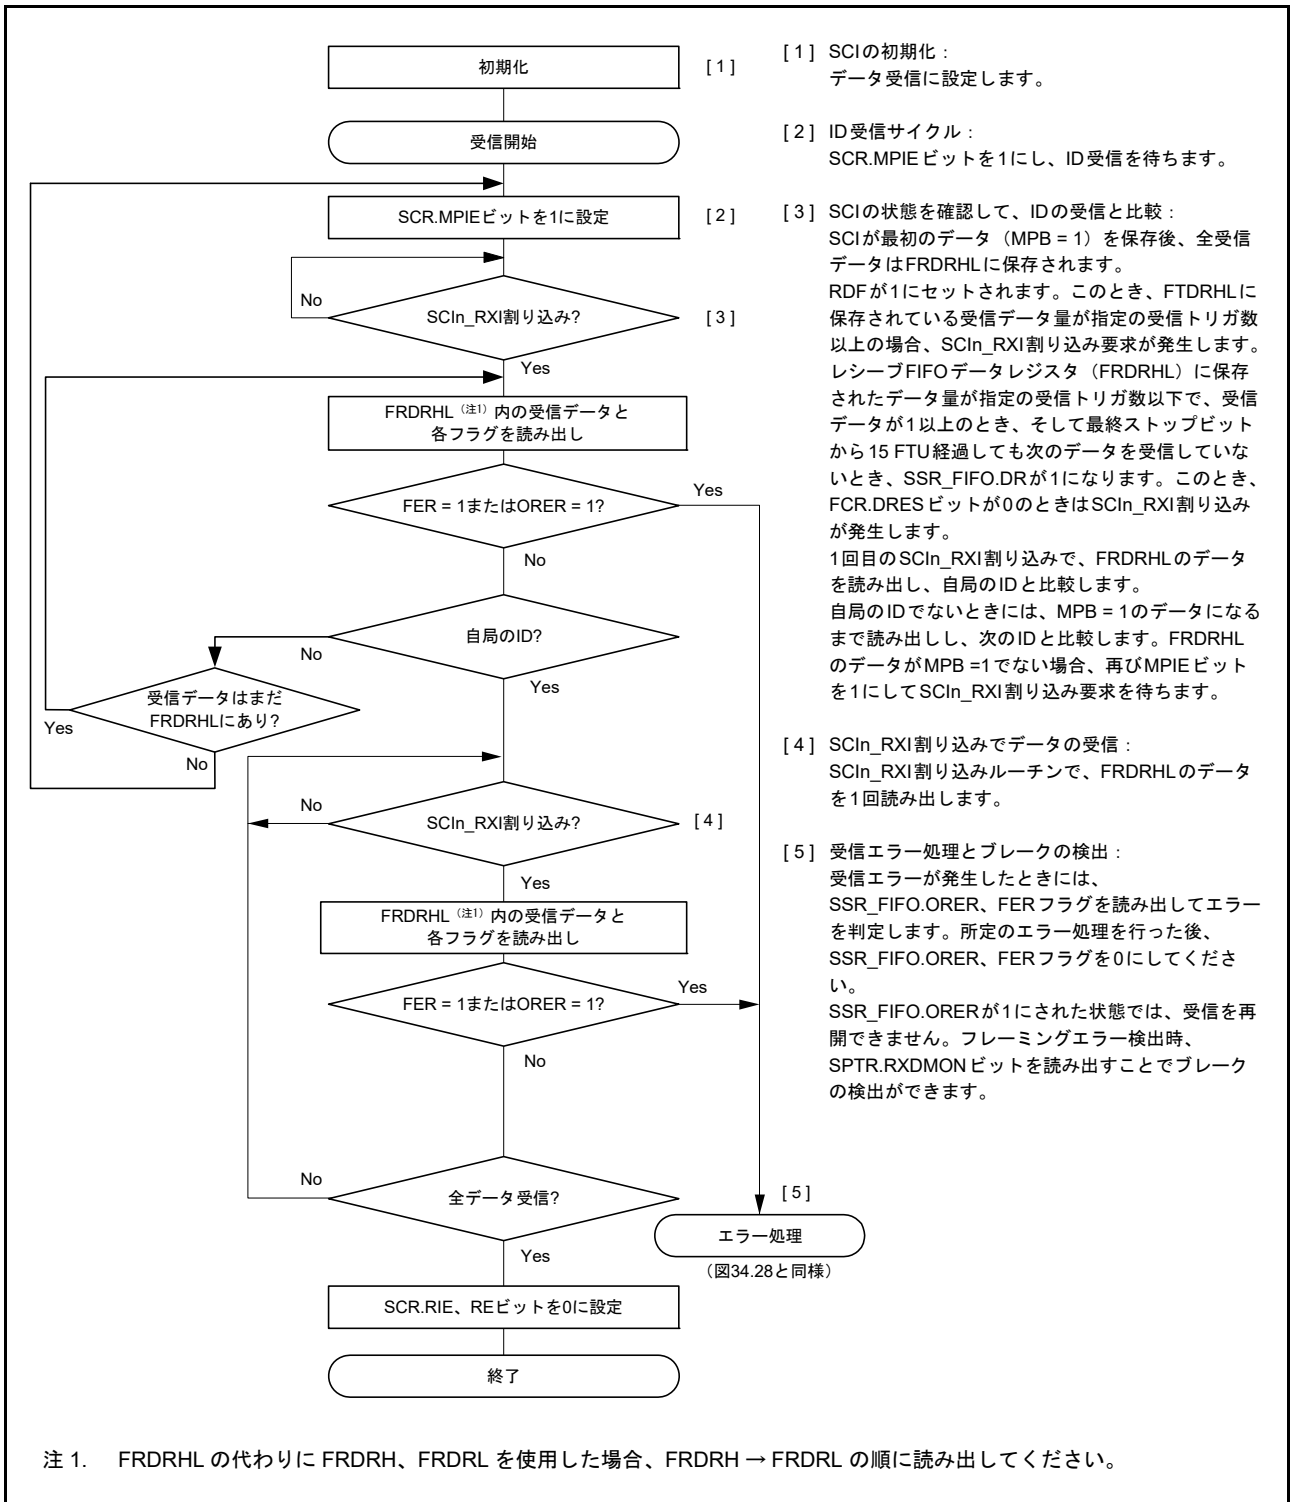 初期化
[ 1 ]
受信開始
SCR.MPIEビットを1に設定
[ 2 ]
No
SCIn_RXI割り込み?
[ 3 ]
Yes
FRDRHL（注1）内の受信データと
各フラグを読み出し
FER = 1またはORER = 1?
Yes
No
自局のID?
No
Yes
受信データはまだ
FRDRHLにあり?
Yes
No
No
SCIn_RXI割り込み?
[ 4 ]
Yes
FRDRHL（注1）内の受信データと
各フラグを読み出し
Yes
FER = 1またはORER = 1?
No
No
全データ受信?
[ 5 ]
エラー処理
（図34.28と同様）
Yes
SCR.RIE、REビットを0に設定
終了
[ 1 ] SCIの初期化：
データ受信に設定します。
[ 2 ] ID受信サイクル：
SCR.MPIEビットを1にし、ID受信を待ちます。
[ 3 ] SCIの状態を確認して、IDの受信と比較：
SCIが最初のデータ（MPB = 1）を保存後、全受信
データはFRDRHLに保存されます。
RDFが1にセットされます。このとき、FTDRHLに
保存されている受信データ量が指定の受信トリガ数
以上の場合、SCIn_RXI割り込み要求が発生します。
レシーブFIFOデータレジスタ（FRDRHL）に保存
されたデータ量が指定の受信トリガ数以下で、受信
データが1以上のとき、そして最終ストップビット
から15 FTU経過しても次のデータを受信していな
いとき、SSR_FIFO.DRが1になります。このとき、
FCR.DRESビットが0のときはSCIn_RXI割り込み
が発生します。
1回目のSCIn_RXI割り込みで、FRDRHLのデータ
を読み出し、自局のIDと比較します。
自局のIDでないときには、MPB = 1のデータになる
まで読み出しし、次のIDと比較します。FRDRHL
のデータがMPB =1でない場合、再びMPIEビット
を1にしてSCIn_RXI割り込み要求を待ちます。
[ 4 ] SCIn_RXI割り込みでデータの受信：
SCIn_RXI割り込みルーチンで、FRDRHLのデータ
を1回読み出します。
[ 5 ] 受信エラー処理とブレークの検出：
受信エラーが発生したときには、
SSR_FIFO.ORER、FERフラグを読み出してエラー
を判定します。所定のエラー処理を行った後、
SSR_FIFO.ORER、FERフラグを0にしてくださ
い。
SSR_FIFO.ORERが1にされた状態では、受信を再
開できません。フレーミングエラー検出時、
SPTR.RXDMONビットを読み出すことでブレーク
の検出ができます。
注 1. FRDRHL の代わりに FRDRH、FRDRL を使用した場合、FRDRH → FRDRL の順に読み出してください。